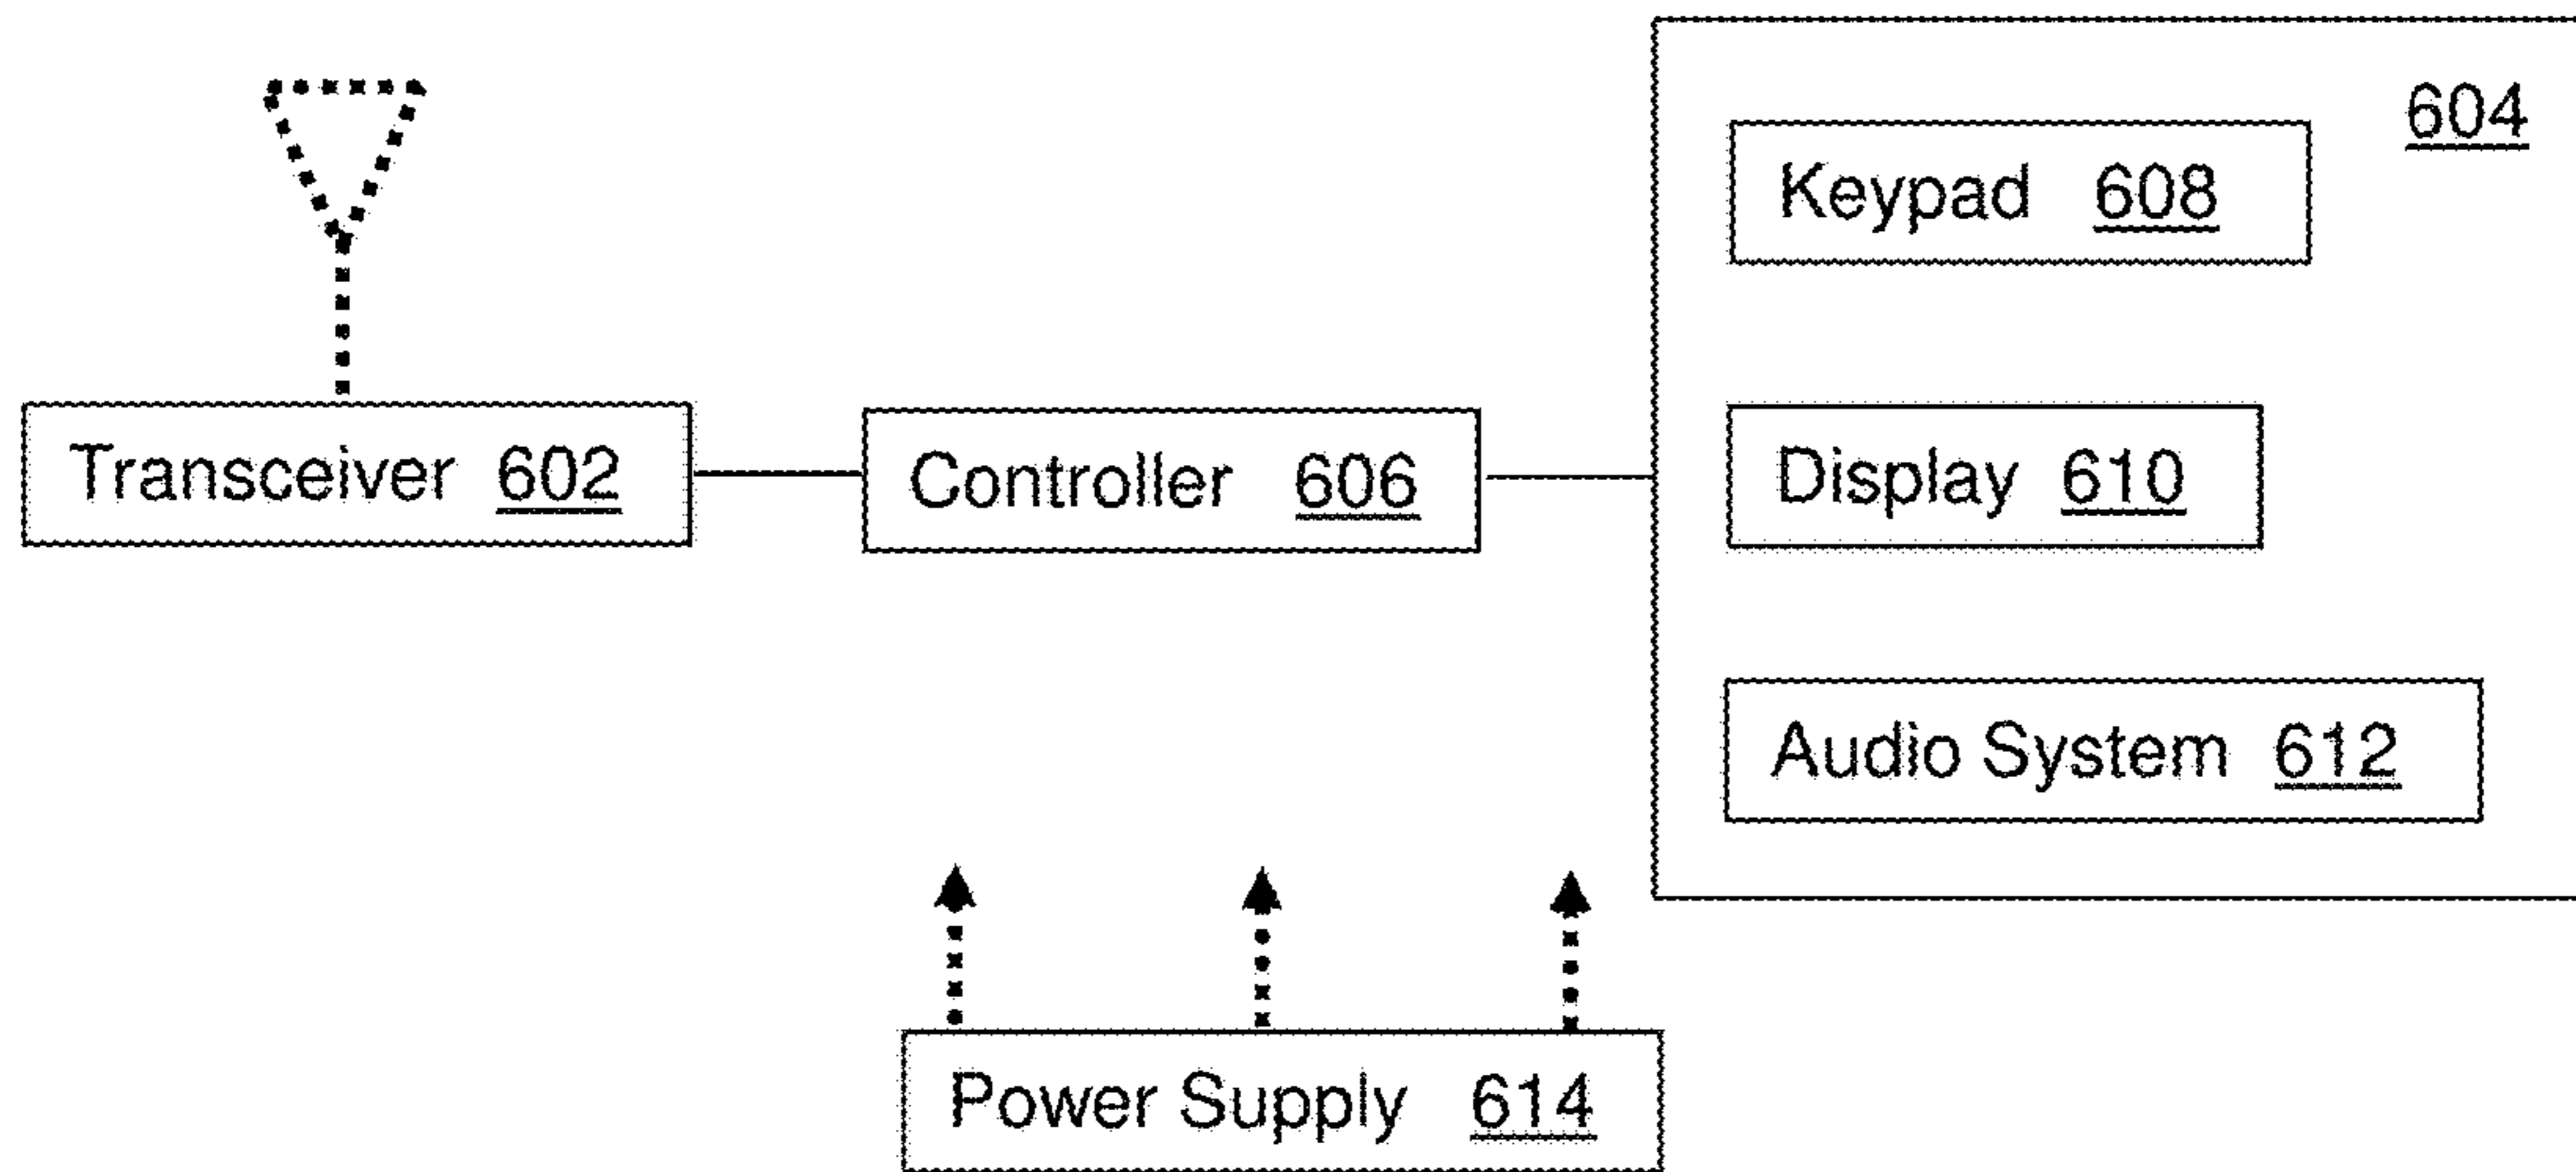 604
Keypad 608
Transceiver 602
Controller 606
Display 610
Audio System 612
Power Supply 614